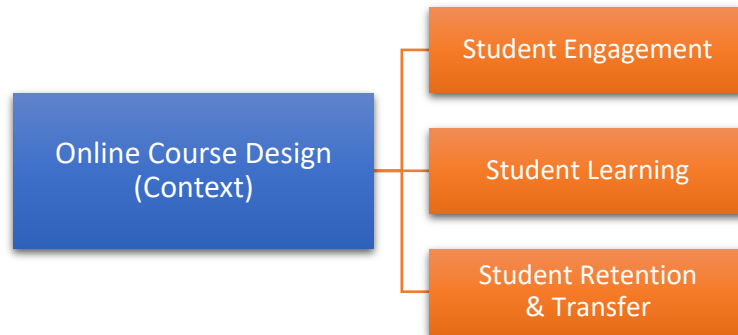 Online Course Design
(Context)
Student Engagement
Student Learning
Student Retention
& Transfer